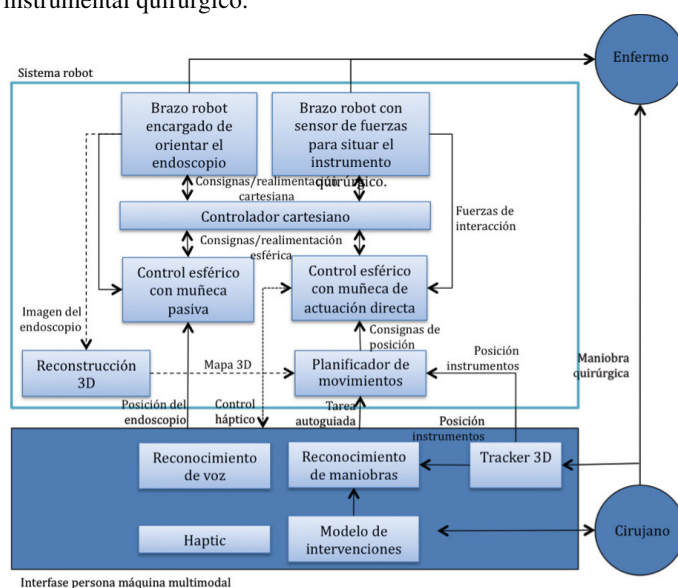 instrumental quirúrgico.
Enfermo
Sistema robot
Brazo robot
encargado de
orientar el
endoscopio
Brazo robot con
sensor de fuerzas
para situar el
instrumento
quirúrgico.
Consignas/realimentación
cartesiana
Controlador cartesiano
Fuerzas de
interacción
Consignas/realimentación
esférica
Control esférico
con muñeca
pasiva
Control esférico
con muñeca de
actuación directa
Imagen del
endoscopio
Consignas de
posición
Reconstrucción
3D
Mapa 3D
Planificador de
movimientos
Posición
instrumentos
Maniobra
quirúrgica
Posición del
endoscopio
Control
háptico
Tarea
autoguiada
Posición
instrumentos
Reconocimiento
de voz
Reconocimiento
de maniobras
Tracker 3D
Haptic
Modelo de
intervenciones
Cirujano
Interfase persona máquina multimodal